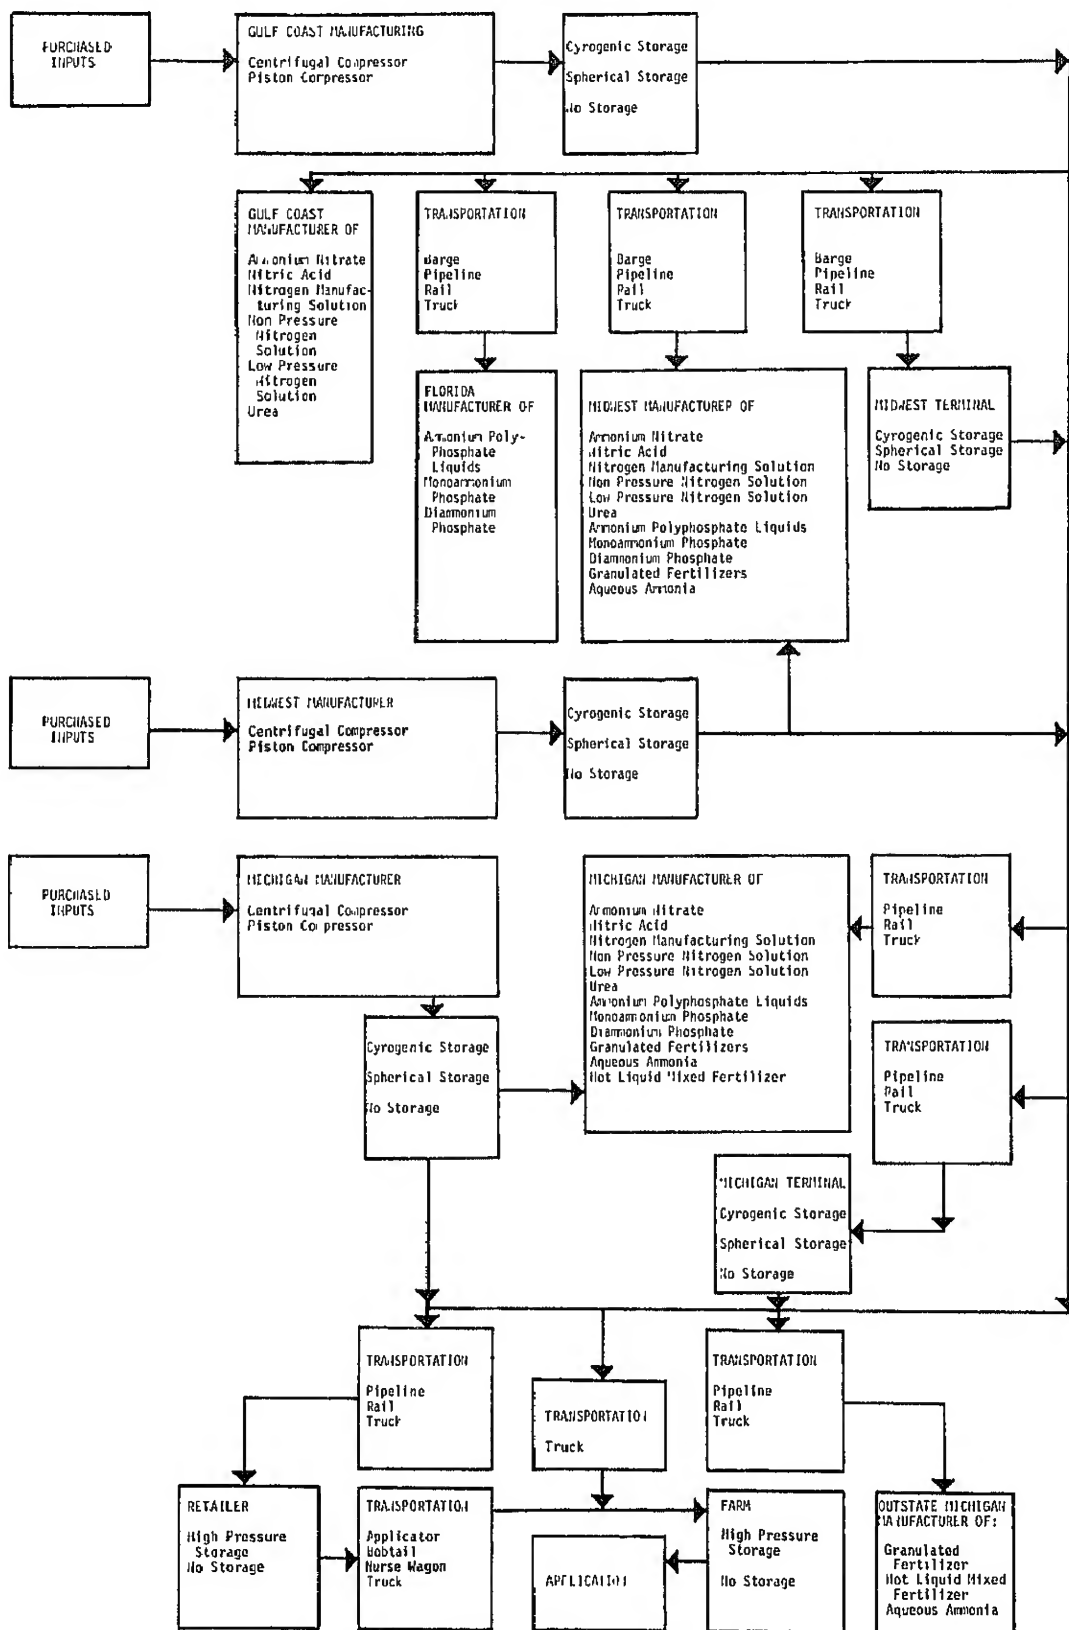 PURCHASED
INPUTS
GULF COAST MANUFACTURING
Centrifugal Compressor
Piston Corpressor
Cyrogenic Storage
Spherical Storage
No Storage
GULF COAST
MANUFACTURER OF
Ammonium Nitrate
Nitric Acid
Nitrogen Manufac-
turing Solution
Non Pressure
Nitrogen
Solution
Low Pressure
Nitrogen
Solution
Urea
TRANSPORTATION
Barge
Pipeline
Rail
Truck
TRANSPORTATION
Barge
Pipeline
Rail
Truck
TRANSPORTATION
Barge
Pipeline
Rail
Truck
FLORIDA
MANUFACTURER OF
Ammonium Poly-
Phosphate
Liquids
Monoammonium
Phosphate
Diammonium
Phosphate
MIDWEST MANUFACTURER OF
Ammonium Nitrate
Nitric Acid
Nitrogen Manufacturing Solution
Non Pressure Nitrogen Solution
Low Pressure Nitrogen Solution
Urea
Ammonium Polyphosphate Liquids
Monoammonium Phosphate
Diammonium Phosphate
Granulated Fertilizers
Aqueous Ammonia
MIDWEST TERMINAL
Cyrogenic Storage
Spherical Storage
No Storage
PURCHASED
INPUTS
MIDWEST MANUFACTURER
Centrifugal Compressor
Piston Compressor
Cyrogenic Storage
Spherical Storage
No Storage
PURCHASED
INPUTS
MICHIGAN MANUFACTURER
Centrifugal Compressor
Piston Compressor
MICHIGAN MANUFACTURER OF
Ammonium Nitrate
Nitric Acid
Nitrogen Manufacturing Solution
Non Pressure Nitrogen Solution
Low Pressure Nitrogen Solution
Urea
Ammonium Polyphosphate Liquids
Monoammonium Phosphate
Diammonium Phosphate
Granulated Fertilizers
Aqueous Ammonia
Hot Liquid Mixed Fertilizer
TRANSPORTATION
Pipeline
Rail
Truck
Cyrogenic Storage
Spherical Storage
No Storage
TRANSPORTATION
Pipeline
Rail
Truck
MICHIGAN TERMINAL
Cyrogenic Storage
Spherical Storage
No Storage
TRANSPORTATION
Pipeline
Rail
Truck
TRANSPORTATION
Truck
TRANSPORTATION
Pipeline
Rail
Truck
RETAILER
High Pressure
Storage
No Storage
TRANSPORTATION
Applicator
Bobtail
Nurse Wagon
Truck
APPLICATION
FARM
High Pressure
Storage
No Storage
OUTSTATE MICHIGAN
MANUFACTURER OF:
Granulated
Fertilizer
Hot Liquid Mixed
Fertilizer
Aqueous Ammonia